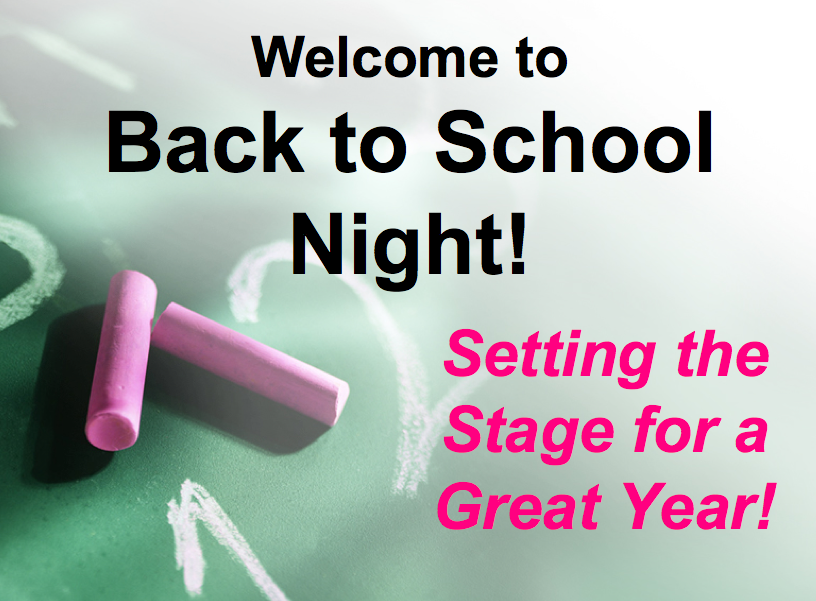 Welcome to
Back to School
Night!
Setting the
Stage for a
Great Year!